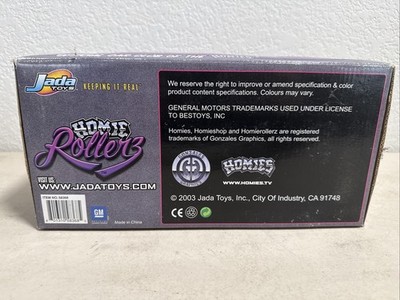 Jada
TOYS
KEEPING IT REAL
HOMIE
Rollerz
VISIT US
WWW.JADATOYS.COM
GM
Made in China
We reserve the right to improve or amend specification & color
product content specifications. Colours may vary.
GENERAL MOTORS TRADEMARKS USED UNDER LICENSE
TO BESTOYS, INC
Homies, Homieshop and Homierollerz are registered
trademark of Gonzales Graphics, all right reserved.
HOMIES
WWW.HOMIES.TV
© 2003 Jada Toys, Inc., City Of Industry, CA 91748